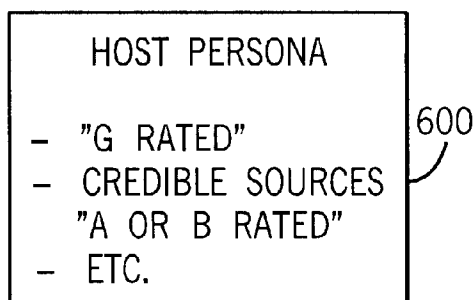 HOST PERSONA
– "G RATED"
600
– CREDIBLE SOURCES
"A OR B RATED"
– ETC.